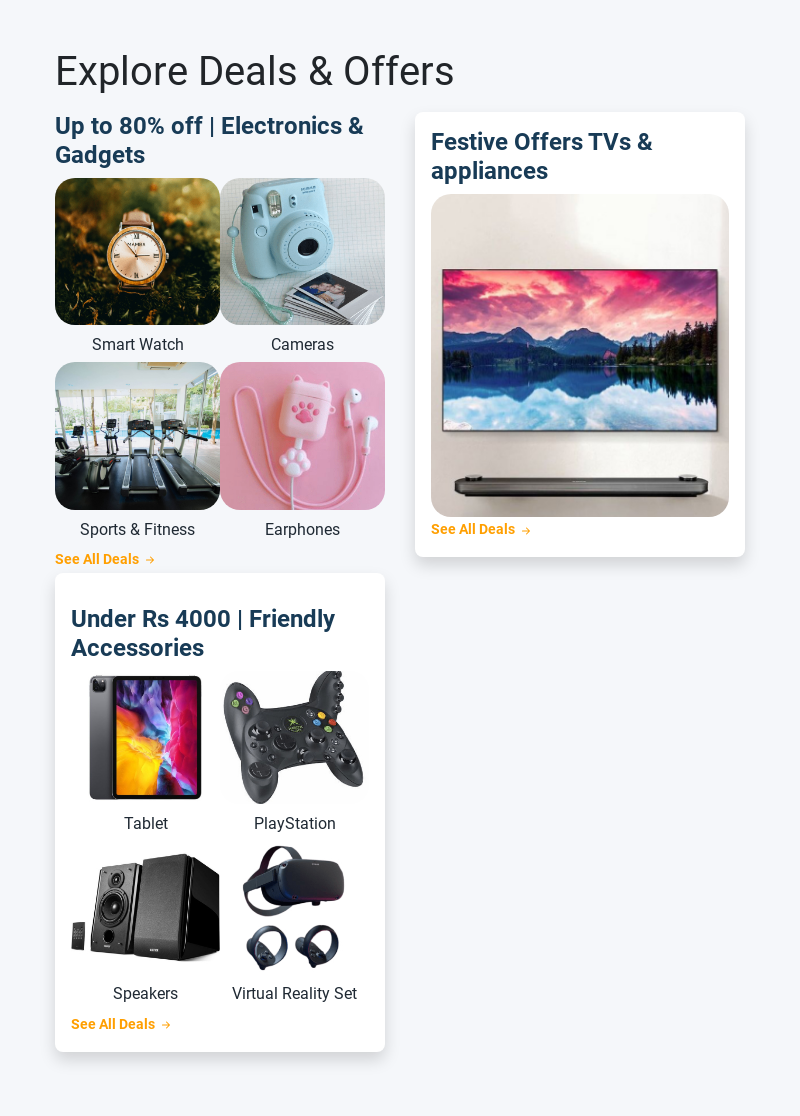 Explore Deals & Offers
Up to 80% off | Electronics &
Gadgets
Smart Watch
Cameras
Sports & Fitness
Earphones
See All Deals →
Festive Offers TVs &
appliances
See All Deals →
Under Rs 4000 | Friendly
Accessories
Tablet
PlayStation
Speakers
Virtual Reality Set
See All Deals →